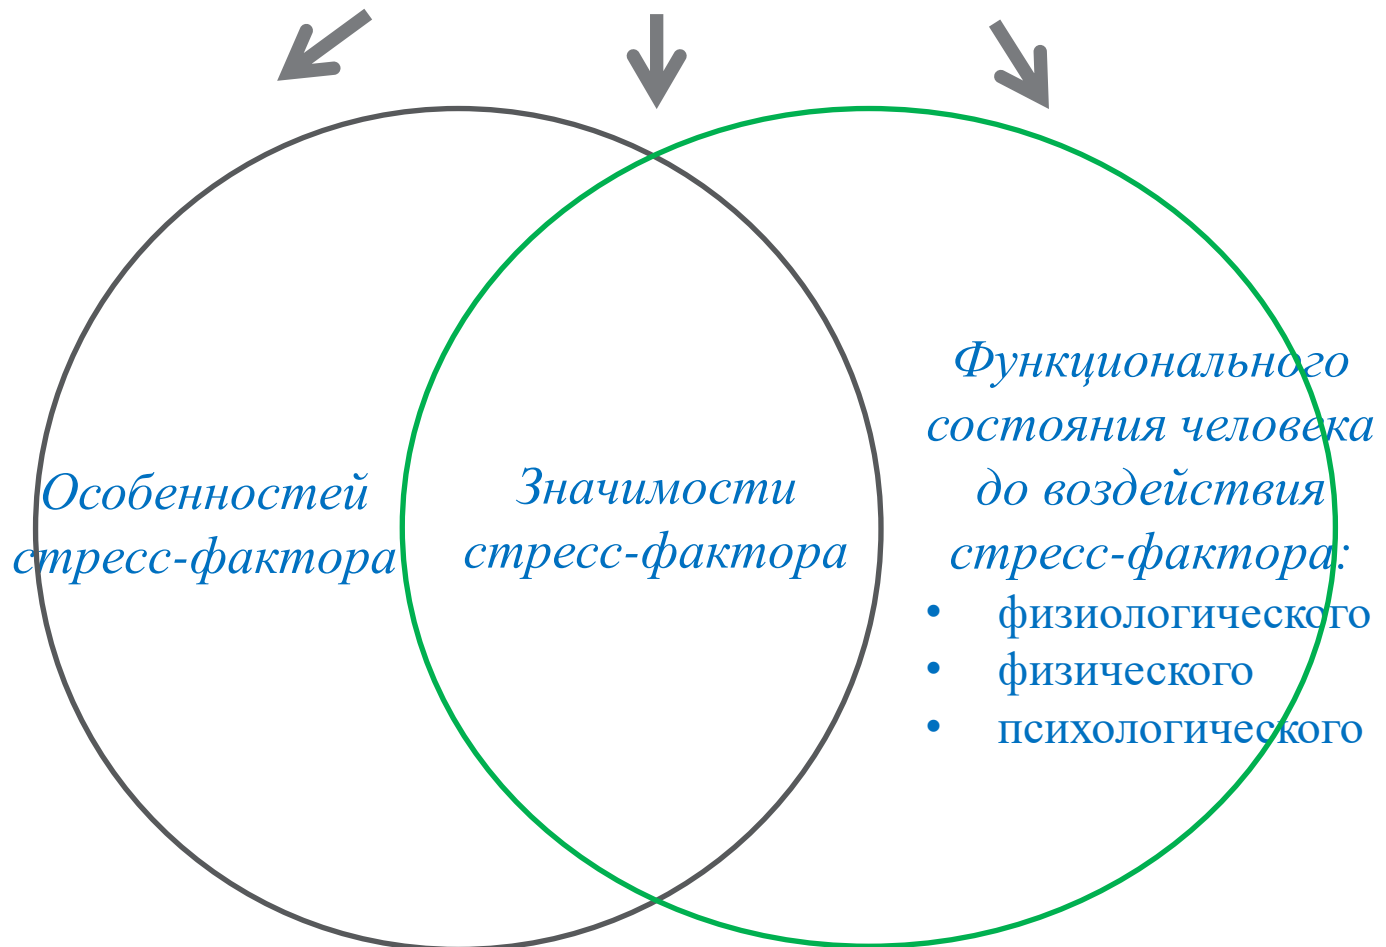 Особенностей
стресс-фактора
Значимости
стресс-фактора
Функционального
состояния человека
до воздействия
стресс-фактора:
• физиологического
• физического
• психологического